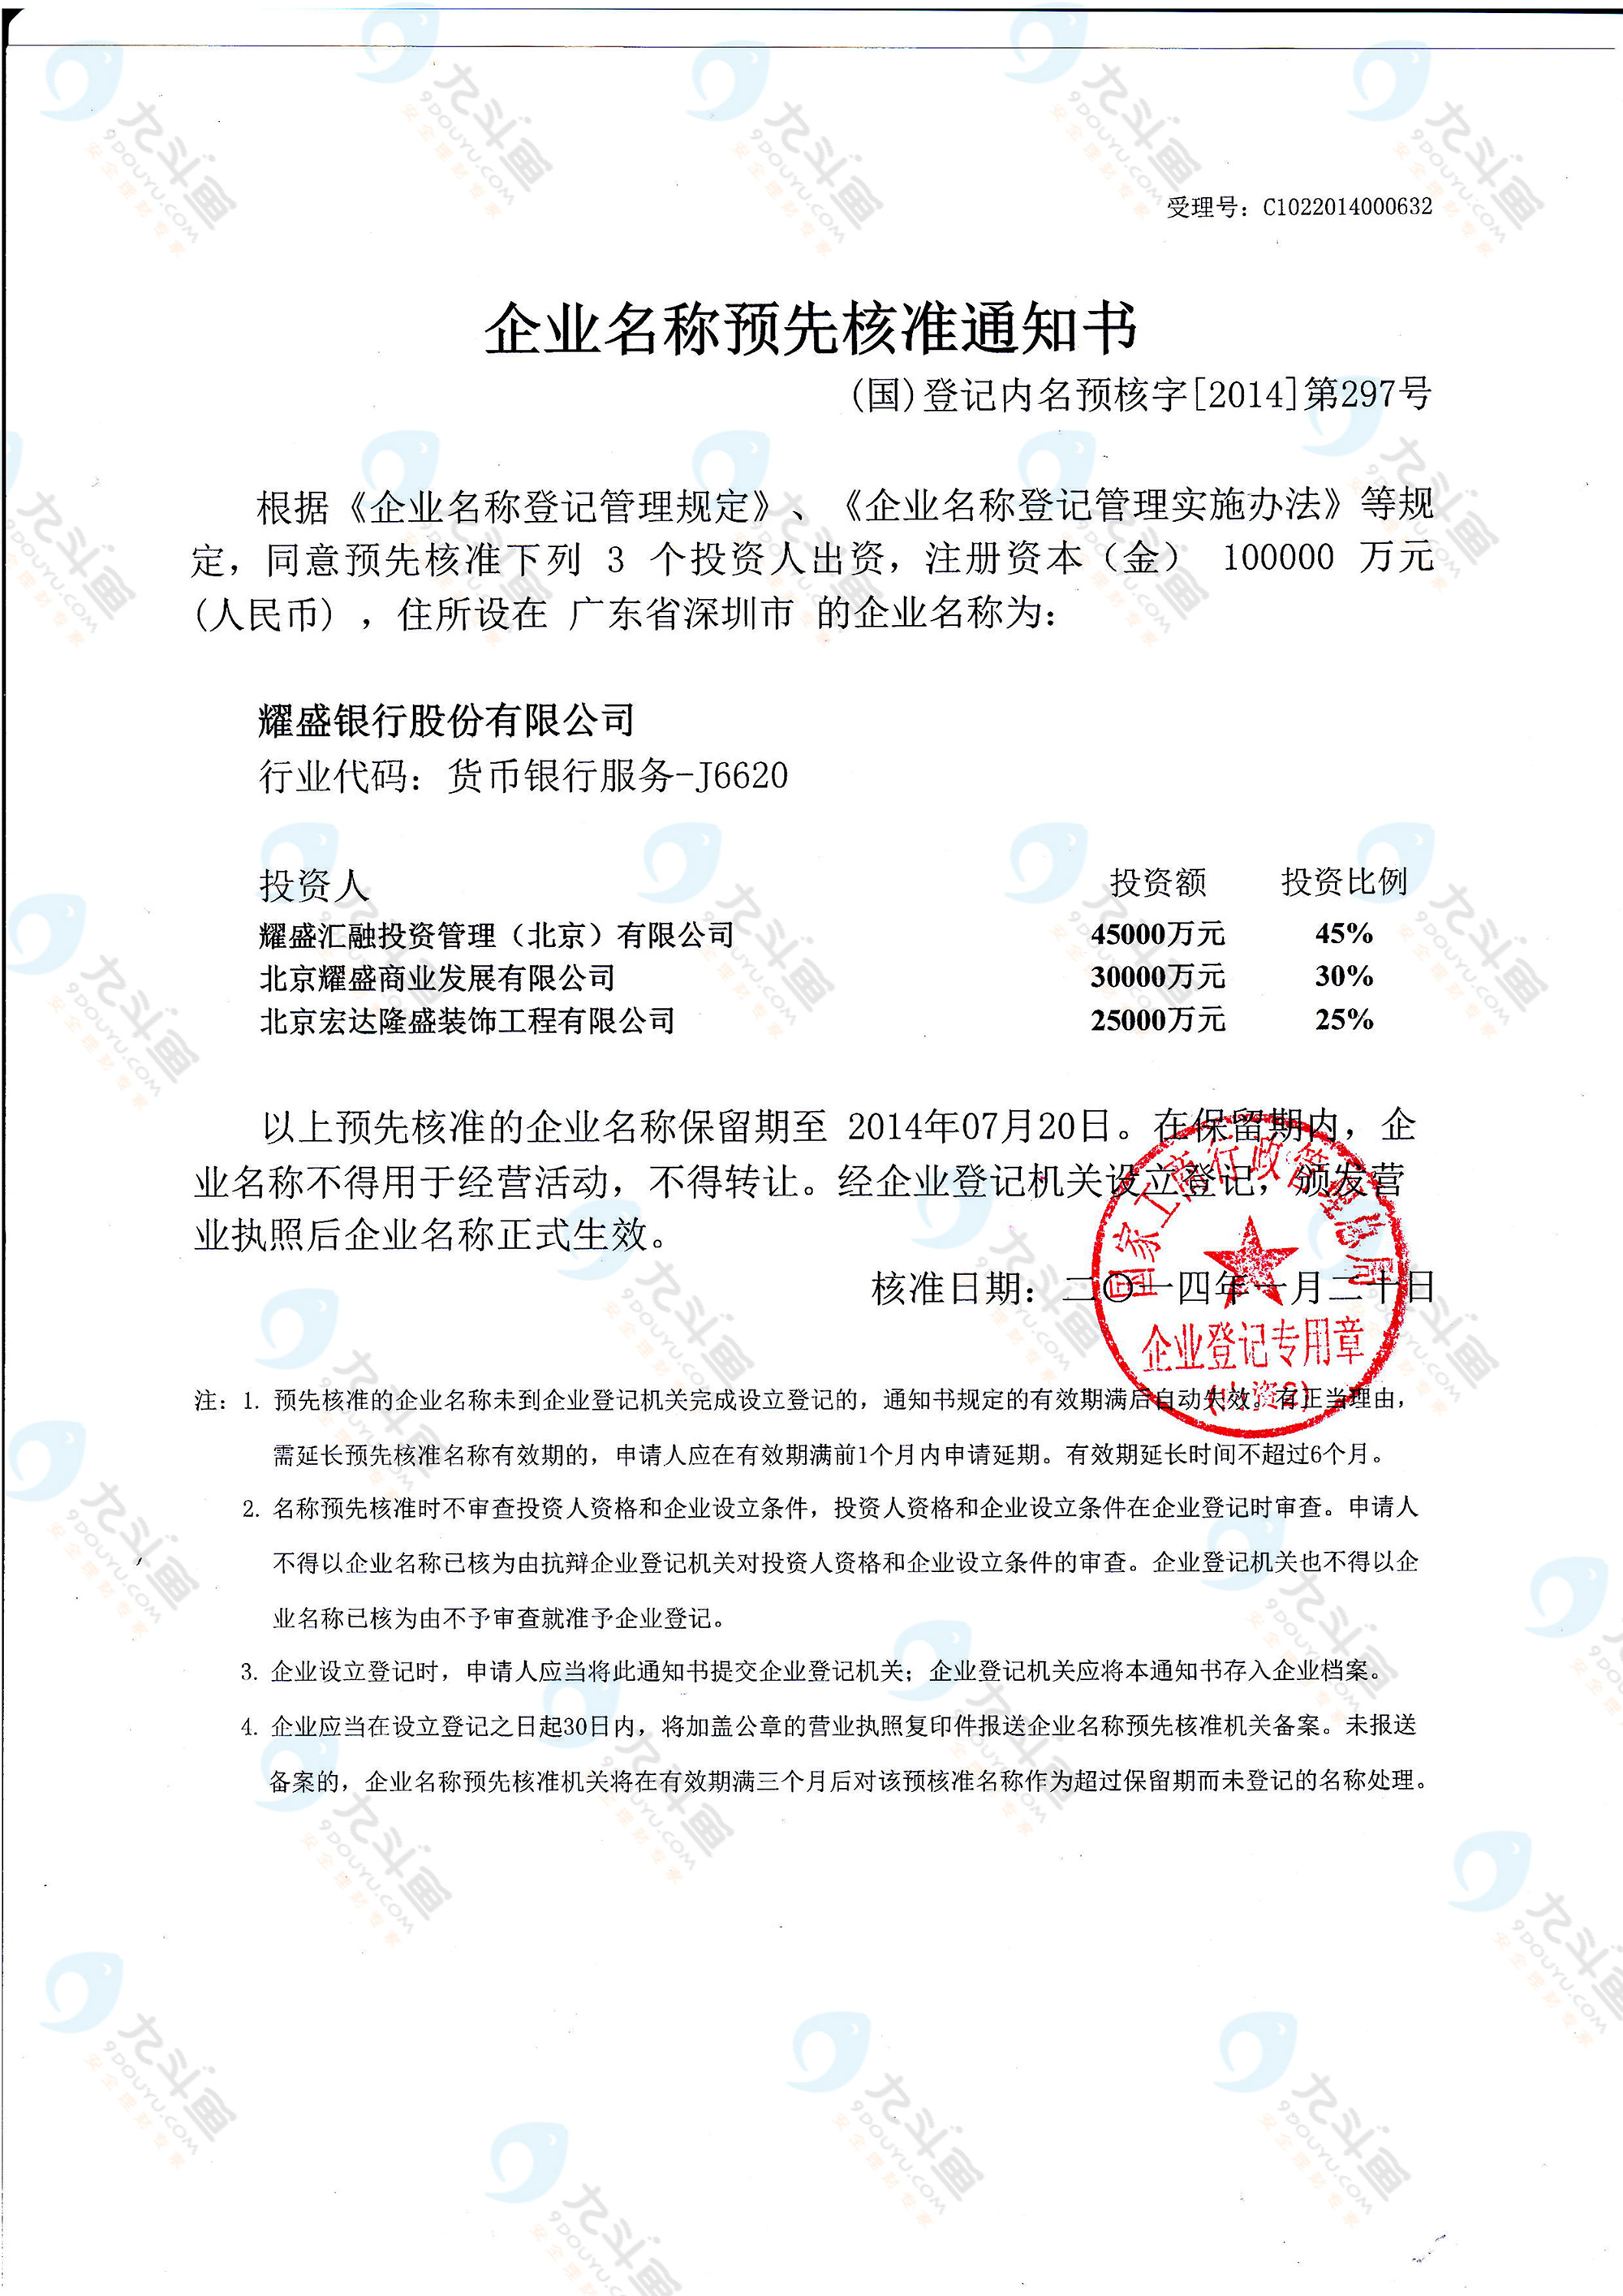 受理号：C1022014000632
企业名称预先核准通知书
(国)登记内名预核字[2014]第297号
根据《企业名称登记管理规定》、《企业名称登记管理实施办法》等规
定，同意预先核准下列 3 个投资人出资，注册资本（金） 100000 万元
(人民币)，住所设在 广东省深圳市 的企业名称为：
耀盛银行股份有限公司
行业代码：货币银行服务-J6620
投资人 投资额 投资比例
耀盛汇融投资管理（北京）有限公司 45000万元 45%
北京耀盛商业发展有限公司 30000万元 30%
北京宏达隆盛装饰工程有限公司 25000万元 25%
以上预先核准的企业名称保留期至 2014年07月20日。在保留期内，企
业名称不得用于经营活动，不得转让。经企业登记机关设立登记，颁发营
业执照后企业名称正式生效。
核准日期：二〇一四年一月二十日
国家工商行政管理总局
企业登记专用章
(内资2)
注：1. 预先核准的企业名称未到企业登记机关完成设立登记的，通知书规定的有效期满后自动失效。有正当理由，
需延长预先核准名称有效期的，申请人应在有效期满前1个月内申请延期。有效期延长时间不超过6个月。
2. 名称预先核准时不审查投资人资格和企业设立条件，投资人资格和企业设立条件在企业登记时审查。申请人
不得以企业名称已核为由抗辩企业登记机关对投资人资格和企业设立条件的审查。企业登记机关也不得以企
业名称已核为由不予审查就准予企业登记。
3. 企业设立登记时，申请人应当将此通知书提交企业登记机关；企业登记机关应将本通知书存入企业档案。
4. 企业应当在设立登记之日起30日内，将加盖公章的营业执照复印件报送企业名称预先核准机关备案。未报送
备案的，企业名称预先核准机关将在有效期满三个月后对该预核准名称作为超过保留期而未登记的名称处理。
九斗鱼
9DOUYU.COM
安全理财专家